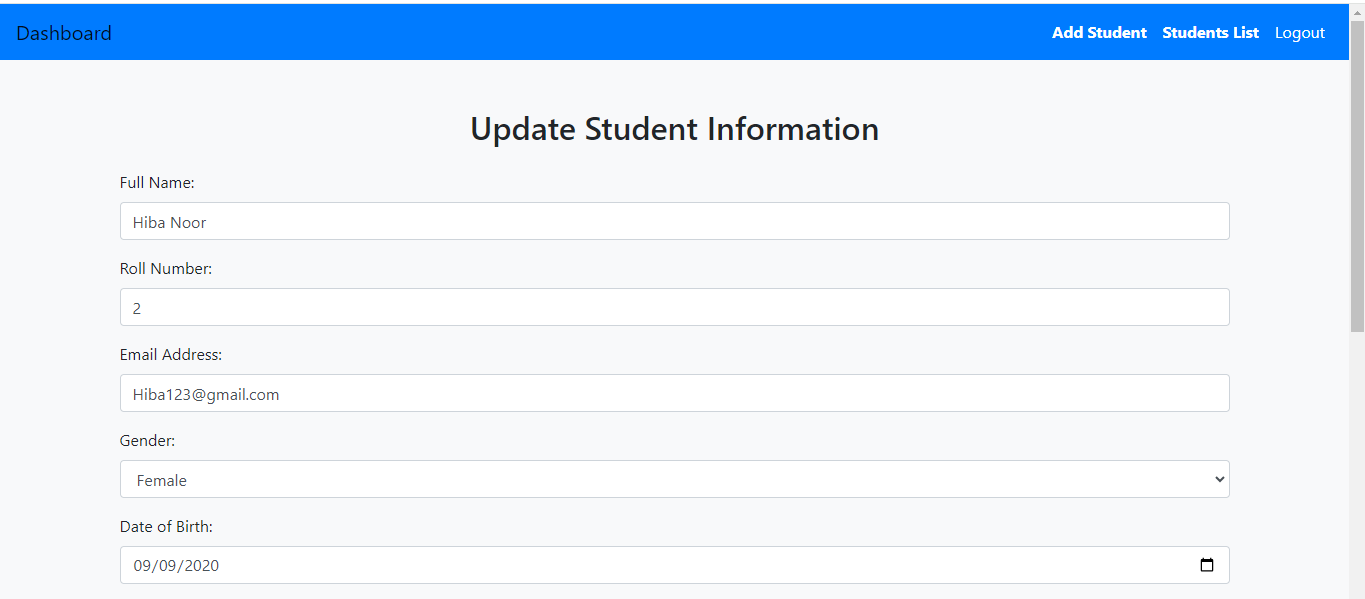 Dashboard Add Student Students List Logout
Update Student Information
Full Name:
Hiba Noor
Roll Number:
2
Email Address:
Hiba123@gmail.com
Gender:
Female
Date of Birth:
09/09/2020